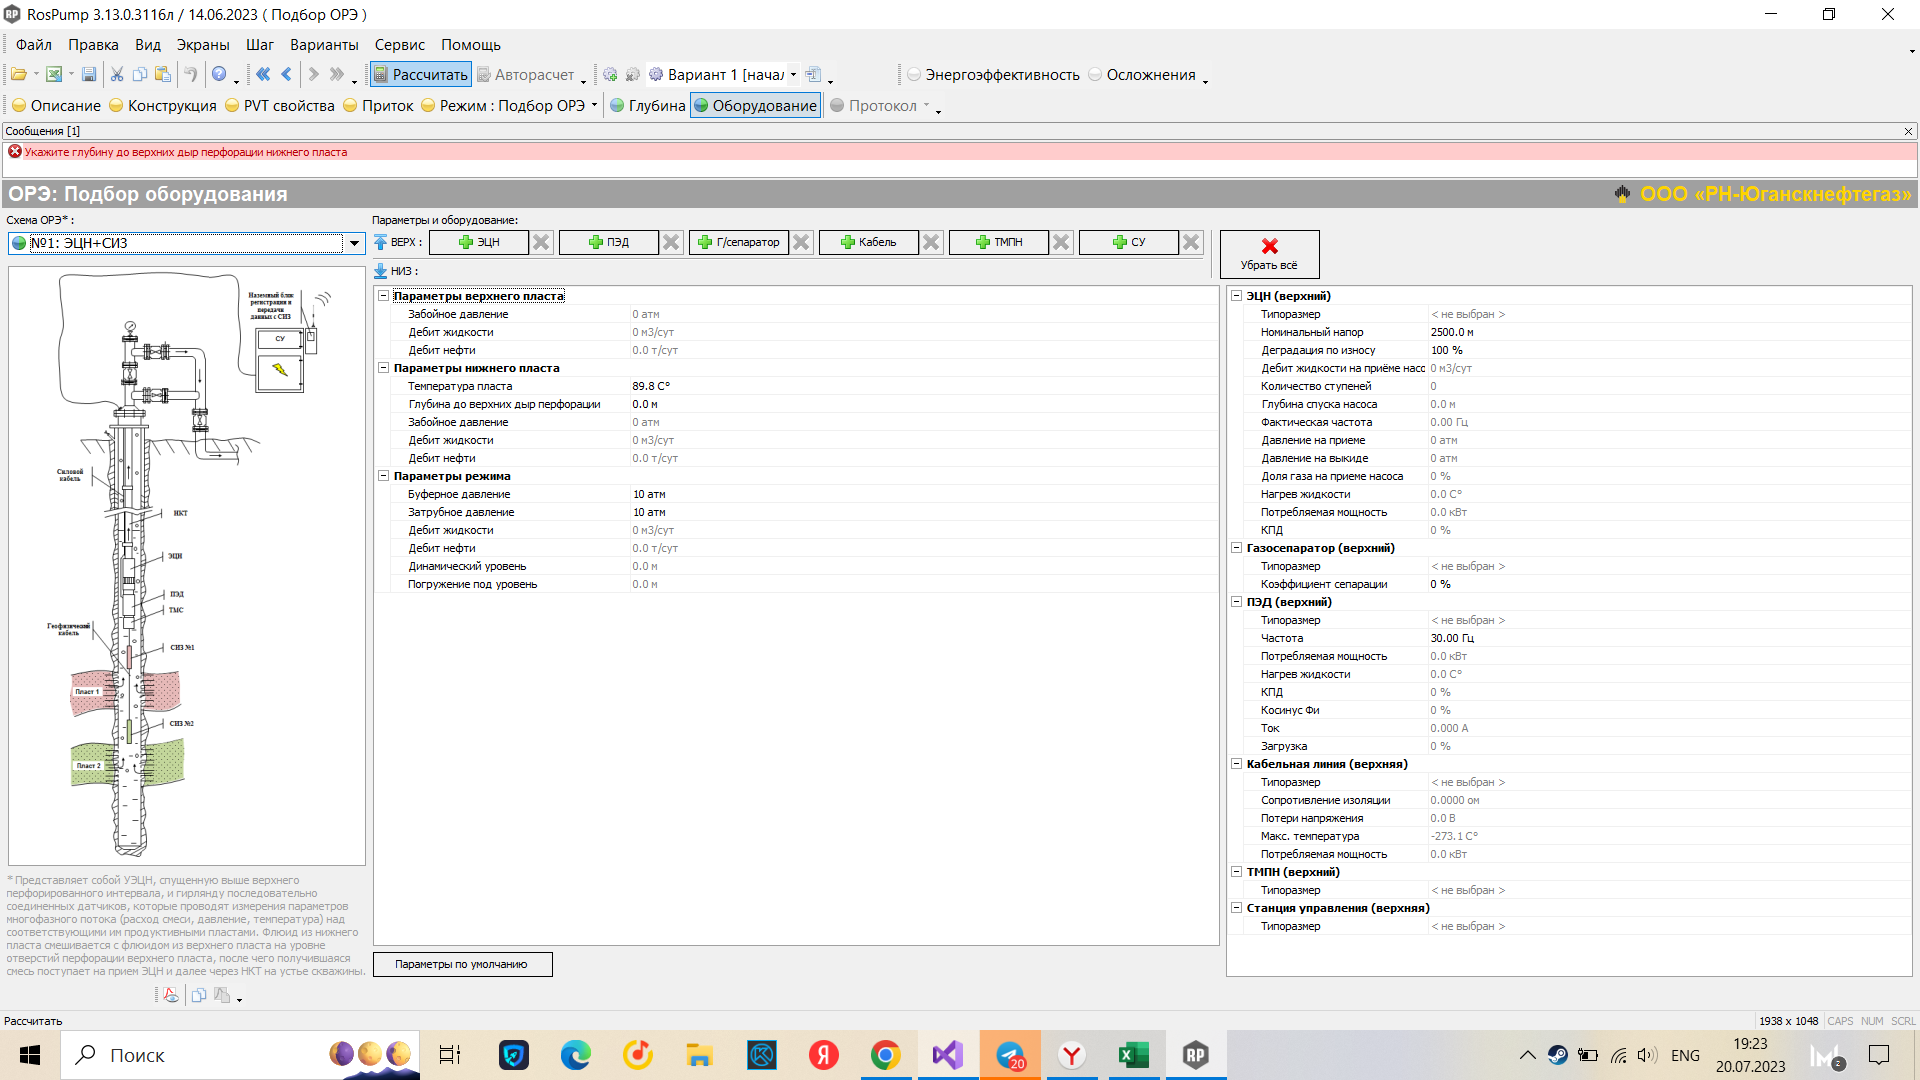 RosPump 3.13.0.3116л / 14.06.2023 ( Подбор ОРЭ )
Файл Правка Вид Экраны Шаг Варианты Сервис Помощь
Рассчитать Авторасчет Вариант 1 [начал Энергоэффективность Осложнения
Описание Конструкция PVT свойства Приток Режим : Подбор ОРЭ Глубина Оборудование Протокол
Сообщения [1]
Укажите глубину до верхних дыр перфорации нижнего пласта
ОРЭ: Подбор оборудования ООО «РН-Юганскнефтегаз»
Схема ОРЭ* :
№1: ЭЦН+СИЗ
Наземный блок
регистрации и
передачи
данных с СИЗ
СУ
Силовой
кабель
НКТ
ЭЦН
ПЭД
ТМС
Геофизический
кабель
СИЗ №1
Пласт 1
СИЗ №2
Пласт 2
* Представляет собой УЭЦН, спущенную выше верхнего
перфорированного интервала, и гирлянду последовательно
соединенных датчиков, которые проводят измерения параметров
многофазного потока (расход смеси, давление, температура) над
соответствующими им продуктивными пластами. Флюид из нижнего
пласта смешивается с флюидом из верхнего пласта на уровне
отверстий перфорации верхнего пласта, после чего получившаяся
смесь поступает на прием ЭЦН и далее через НКТ на устье скважины.
Параметры и оборудование:
ВЕРХ : ЭЦН ПЭД Г/сепаратор Кабель ТМПН СУ
НИЗ :
Убрать всё
Параметры верхнего пласта
Забойное давление 0 атм
Дебит жидкости 0 м3/сут
Дебит нефти 0.0 т/сут
Параметры нижнего пласта
Температура пласта 89.8 C°
Глубина до верхних дыр перфорации 0.0 м
Забойное давление 0 атм
Дебит жидкости 0 м3/сут
Дебит нефти 0.0 т/сут
Параметры режима
Буферное давление 10 атм
Затрубное давление 10 атм
Дебит жидкости 0 м3/сут
Дебит нефти 0.0 т/сут
Динамический уровень 0.0 м
Погружение под уровень 0.0 м
Параметры по умолчанию
ЭЦН (верхний)
Типоразмер < не выбран >
Номинальный напор 2500.0 м
Деградация по износу 100 %
Дебит жидкости на приёме насо 0 м3/сут
Количество ступеней 0
Глубина спуска насоса 0.0 м
Фактическая частота 0.00 Гц
Давление на приеме 0 атм
Давление на выкиде 0 атм
Доля газа на приеме насоса 0 %
Нагрев жидкости 0.0 C°
Потребляемая мощность 0.0 кВт
КПД 0 %
Газосепаратор (верхний)
Типоразмер < не выбран >
Коэффициент сепарации 0 %
ПЭД (верхний)
Типоразмер < не выбран >
Частота 30.00 Гц
Потребляемая мощность 0.0 кВт
Нагрев жидкости 0.0 C°
КПД 0 %
Косинус Фи 0 %
Ток 0.000 А
Загрузка 0 %
Кабельная линия (верхняя)
Типоразмер < не выбран >
Сопротивление изоляции 0.0000 ом
Потери напряжения 0.0 В
Макс. температура -273.1 C°
Потребляемая мощность 0.0 кВт
ТМПН (верхний)
Типоразмер < не выбран >
Станция управления (верхняя)
Типоразмер < не выбран >
Рассчитать 1938 x 1048 CAPS NUM SCRL
Поиск 20 RP ENG 19:23
20.07.2023 2